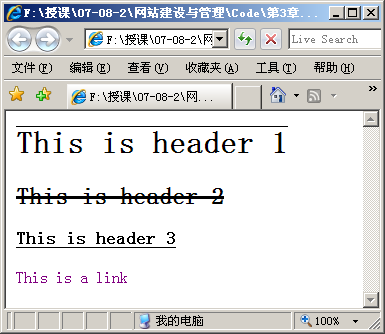 F:\授课\07-08-2\网站建设与管理\Code\第3章...
F:\授课\07-08-2\网
Live Search
文件(F) 编辑(E) 查看(V) 收藏夹(A) 工具(T) 帮助(H)
F:\授课\07-08-2\网...
This is header 1
This is header 2
This is header 3
This is a link
我的电脑 100%